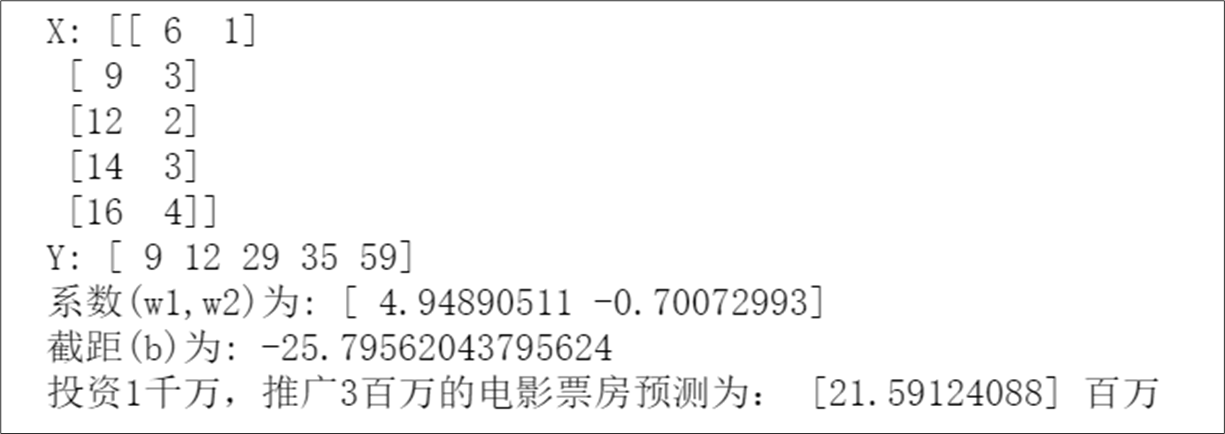 X: [[ 6  1]
 [ 9  3]
 [12  2]
 [14  3]
 [16  4]]
Y: [ 9 12 29 35 59]
系数(w1,w2)为: [ 4.94890511 -0.70072993]
截距(b)为: -25.79562043795624
投资1千万，推广3百万的电影票房预测为： [21.59124088] 百万